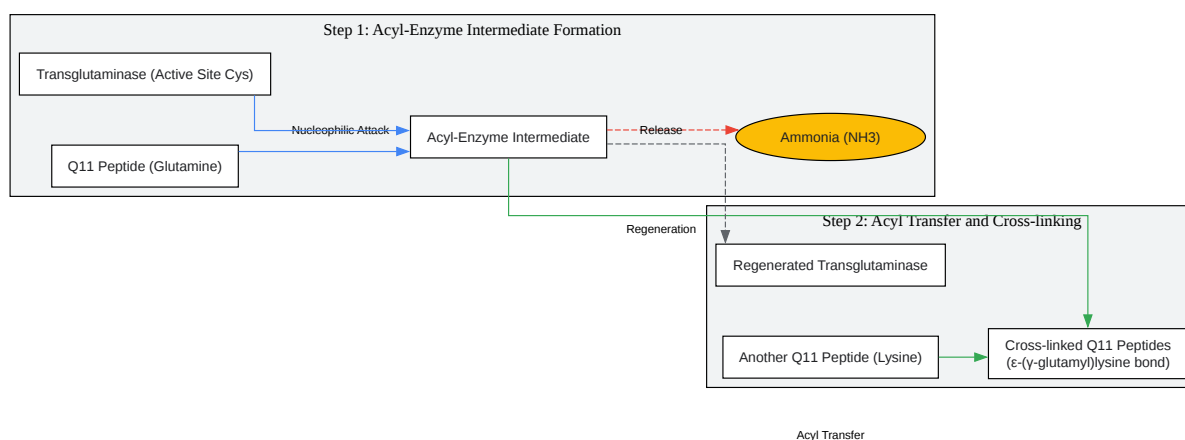 Step 1: Acyl-Enzyme Intermediate Formation
Transglutaminase (Active Site Cys)
Nucleophilic Attack
Acyl-Enzyme Intermediate
Release
Ammonia (NH3)
Q11 Peptide (Glutamine)
Regeneration
Step 2: Acyl Transfer and Cross-linking
Regenerated Transglutaminase
Another Q11 Peptide (Lysine)
Cross-linked Q11 Peptides
(ε-(γ-glutamyl)lysine bond)
Acyl Transfer